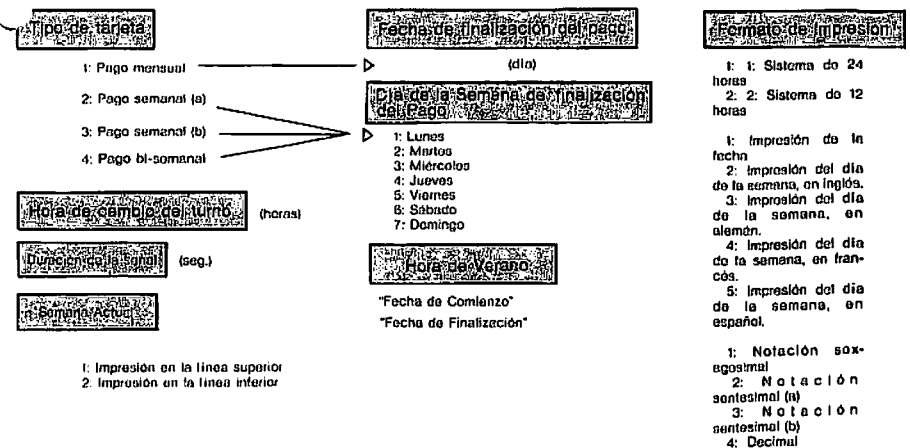 Tipo de tarjeta
1: Pago mensual
2: Pago semanal (a)
3: Pago semanal (b)
4: Pago bi-semanal
Hora de cambio del turno (horas)
Duración de la señal (seg.)
Semana Actual
1: Impresión en la línea superior
2: Impresión en la línea inferior
Fecha de finalización del pago
(día)
Día de la Semana de finalización
del Pago
1: Lunes
2: Martes
3: Miércoles
4: Jueves
5: Viernes
6: Sábado
7: Domingo
Hora de Verano
"Fecha de Comienzo"
"Fecha de Finalización"
Formato de impresión
1: 1: Sistema de 24
horas
2: 2: Sistema de 12
horas
1: Impresión de la
fecha
2: Impresión del día
de la semana, en inglés.
3: Impresión del día
de la semana, en
alemán.
4: Impresión del día
de la semana, en fran-
cés.
5: Impresión del día
de la semana, en
español.
1: Notación sex-
agesimal
2: Notación
sentesimal (a)
3: Notación
sentesimal (b)
4: Decimal